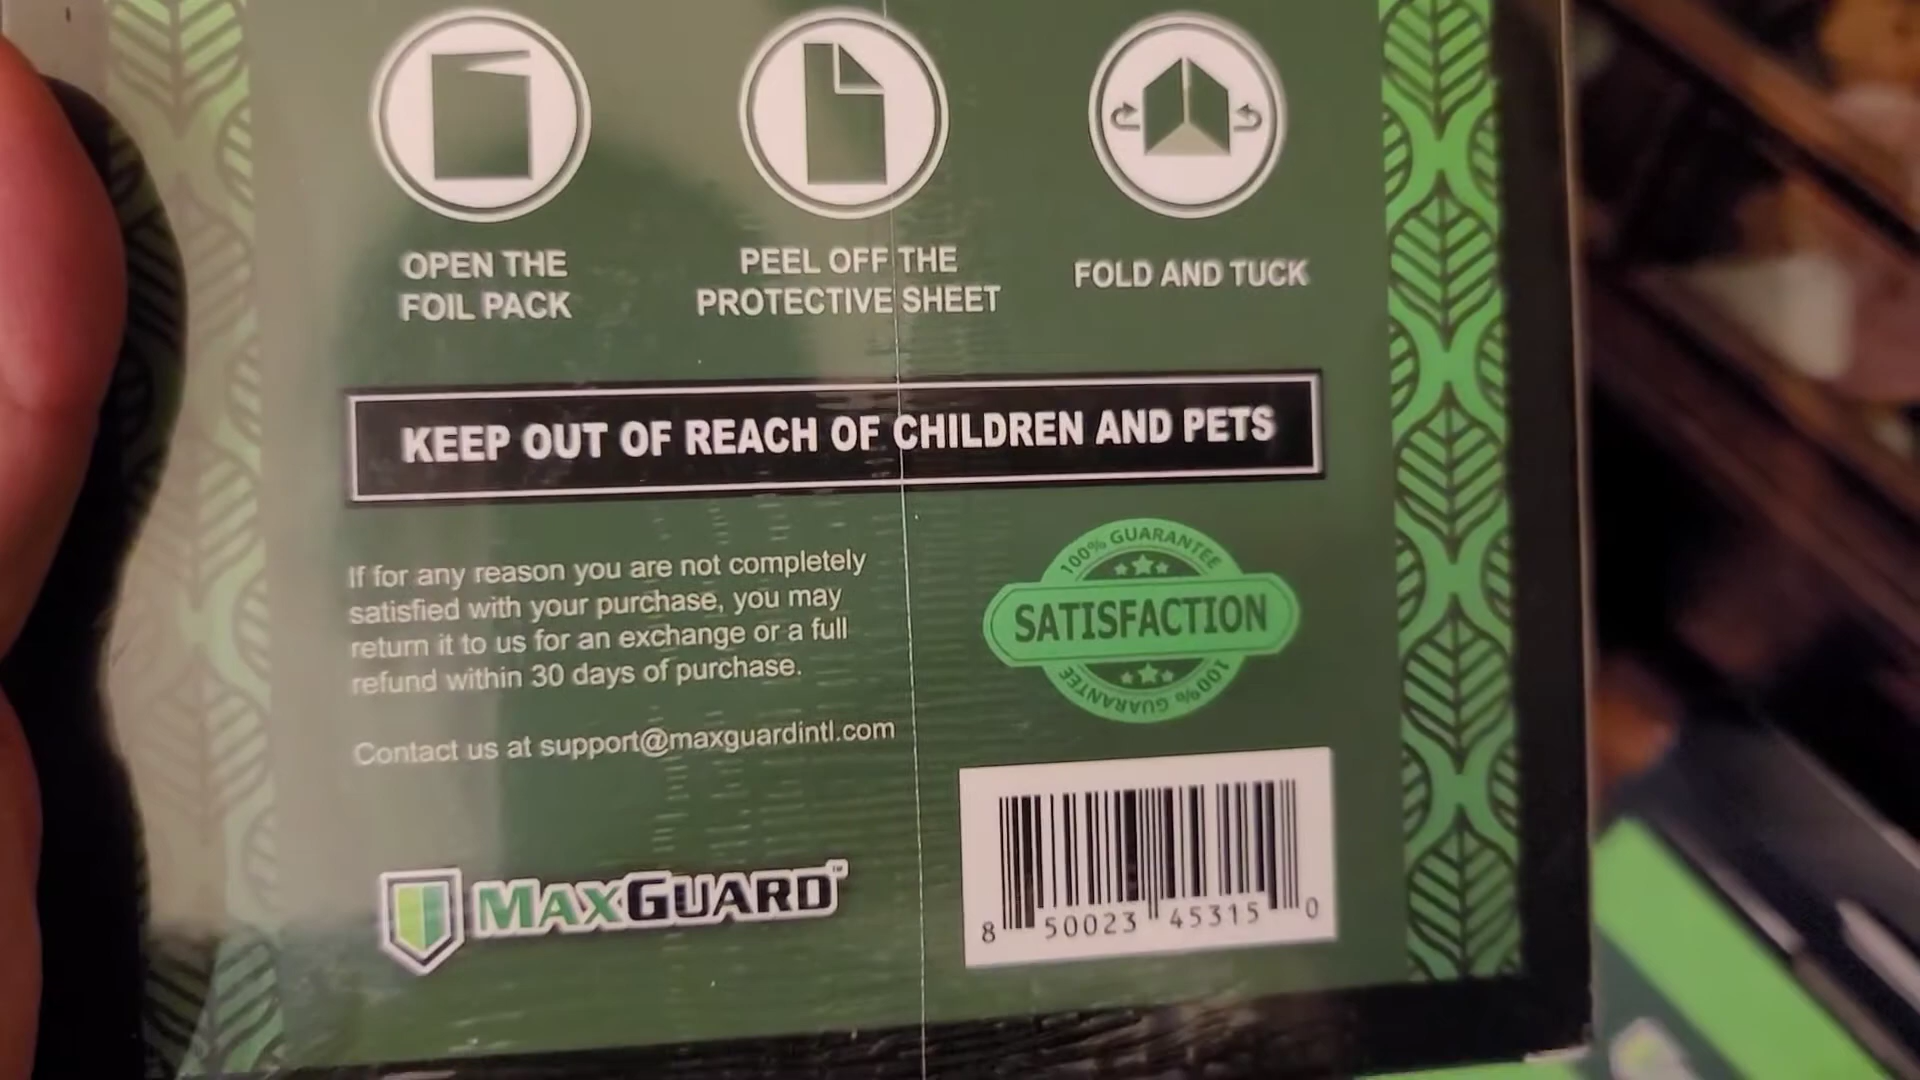 OPEN THE
FOIL PACK
PEEL OFF THE
PROTECTIVE SHEET
FOLD AND TUCK
KEEP OUT OF REACH OF CHILDREN AND PETS
If for any reason you are not completely
satisfied with your purchase, you may
return it to us for an exchange or a full
refund within 30 days of purchase.
Contact us at support@maxguardintl.com
100% GUARANTEE
SATISFACTION
100% GUARANTEE
MAXGUARD™
8 50023 45315 0